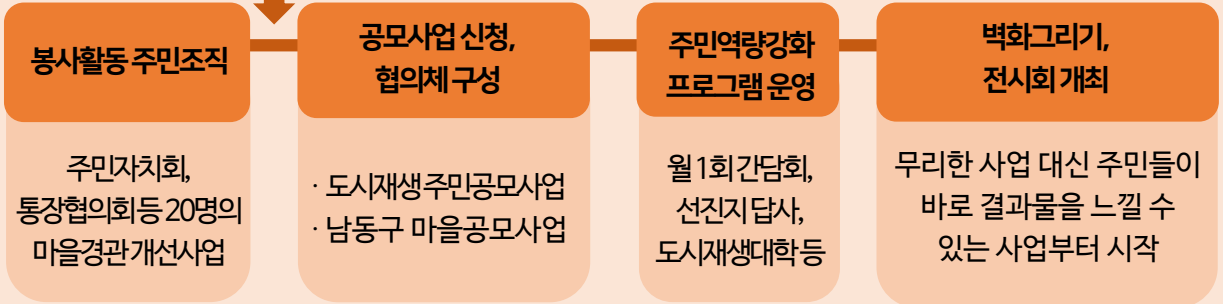 봉사활동 주민조직
주민자치회,
통장협의회 등 20명의
마을경관 개선사업
공모사업 신청,
협의체 구성
· 도시재생 주민공모사업
· 남동구 마을공모사업
주민역량강화
프로그램 운영
월 1회 간담회,
선진지 답사,
도시재생대학 등
벽화그리기,
전시회 개최
무리한 사업 대신 주민들이
바로 결과물을 느낄 수
있는 사업부터 시작